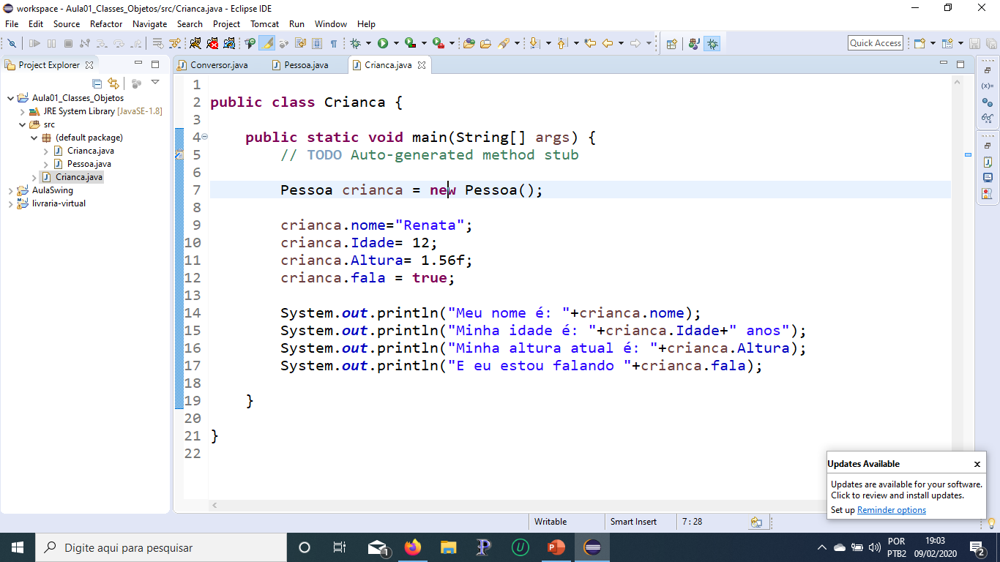 workspace - Aula01_Classes_Objetos/src/Crianca.java - Eclipse IDE
File Edit Source Refactor Navigate Search Project Tomcat Run Window Help
Quick Access
Project Explorer
Aula01_Classes_Objetos
JRE System Library [JavaSE-1.8]
src
(default package)
Crianca.java
Pessoa.java
Crianca.java
AulaSwing
livraria-virtual
Conversor.java Pessoa.java Crianca.java
1
2 public class Crianca {
3
4 public static void main(String[] args) {
5 // TODO Auto-generated method stub
6
7 Pessoa crianca = new Pessoa();
8
9 crianca.nome="Renata";
10 crianca.Idade= 12;
11 crianca.Altura= 1.56f;
12 crianca.fala = true;
13
14 System.out.println("Meu nome é: "+crianca.nome);
15 System.out.println("Minha idade é: "+crianca.Idade+" anos");
16 System.out.println("Minha altura atual é: "+crianca.Altura);
17 System.out.println("E eu estou falando "+crianca.fala);
18
19 }
20
21 }
22
Updates Available x
Updates are available for your software.
Click to review and install updates.
Set up Reminder options
Writable Smart Insert 7 : 28
Digite aqui para pesquisar
1
POR
PTB2
19:03
09/02/2020
2